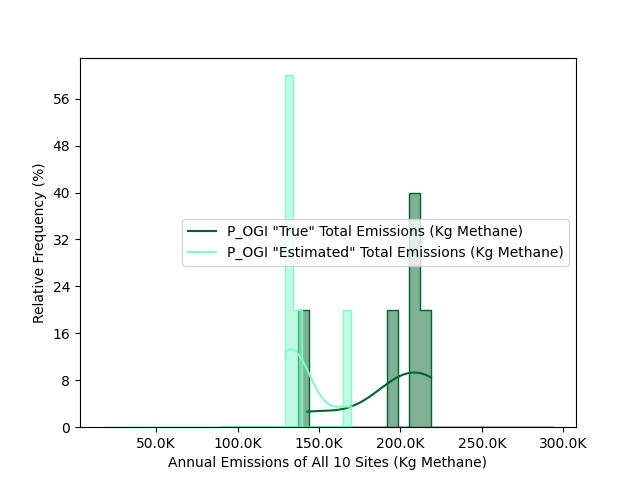 56
48
40
32
24
16
8
0
Relative Frequency (%)
P_OGI "True" Total Emissions (Kg Methane)
P_OGI "Estimated" Total Emissions (Kg Methane)
50.0K 100.0K 150.0K 200.0K 250.0K 300.0K
Annual Emissions of All 10 Sites (Kg Methane)